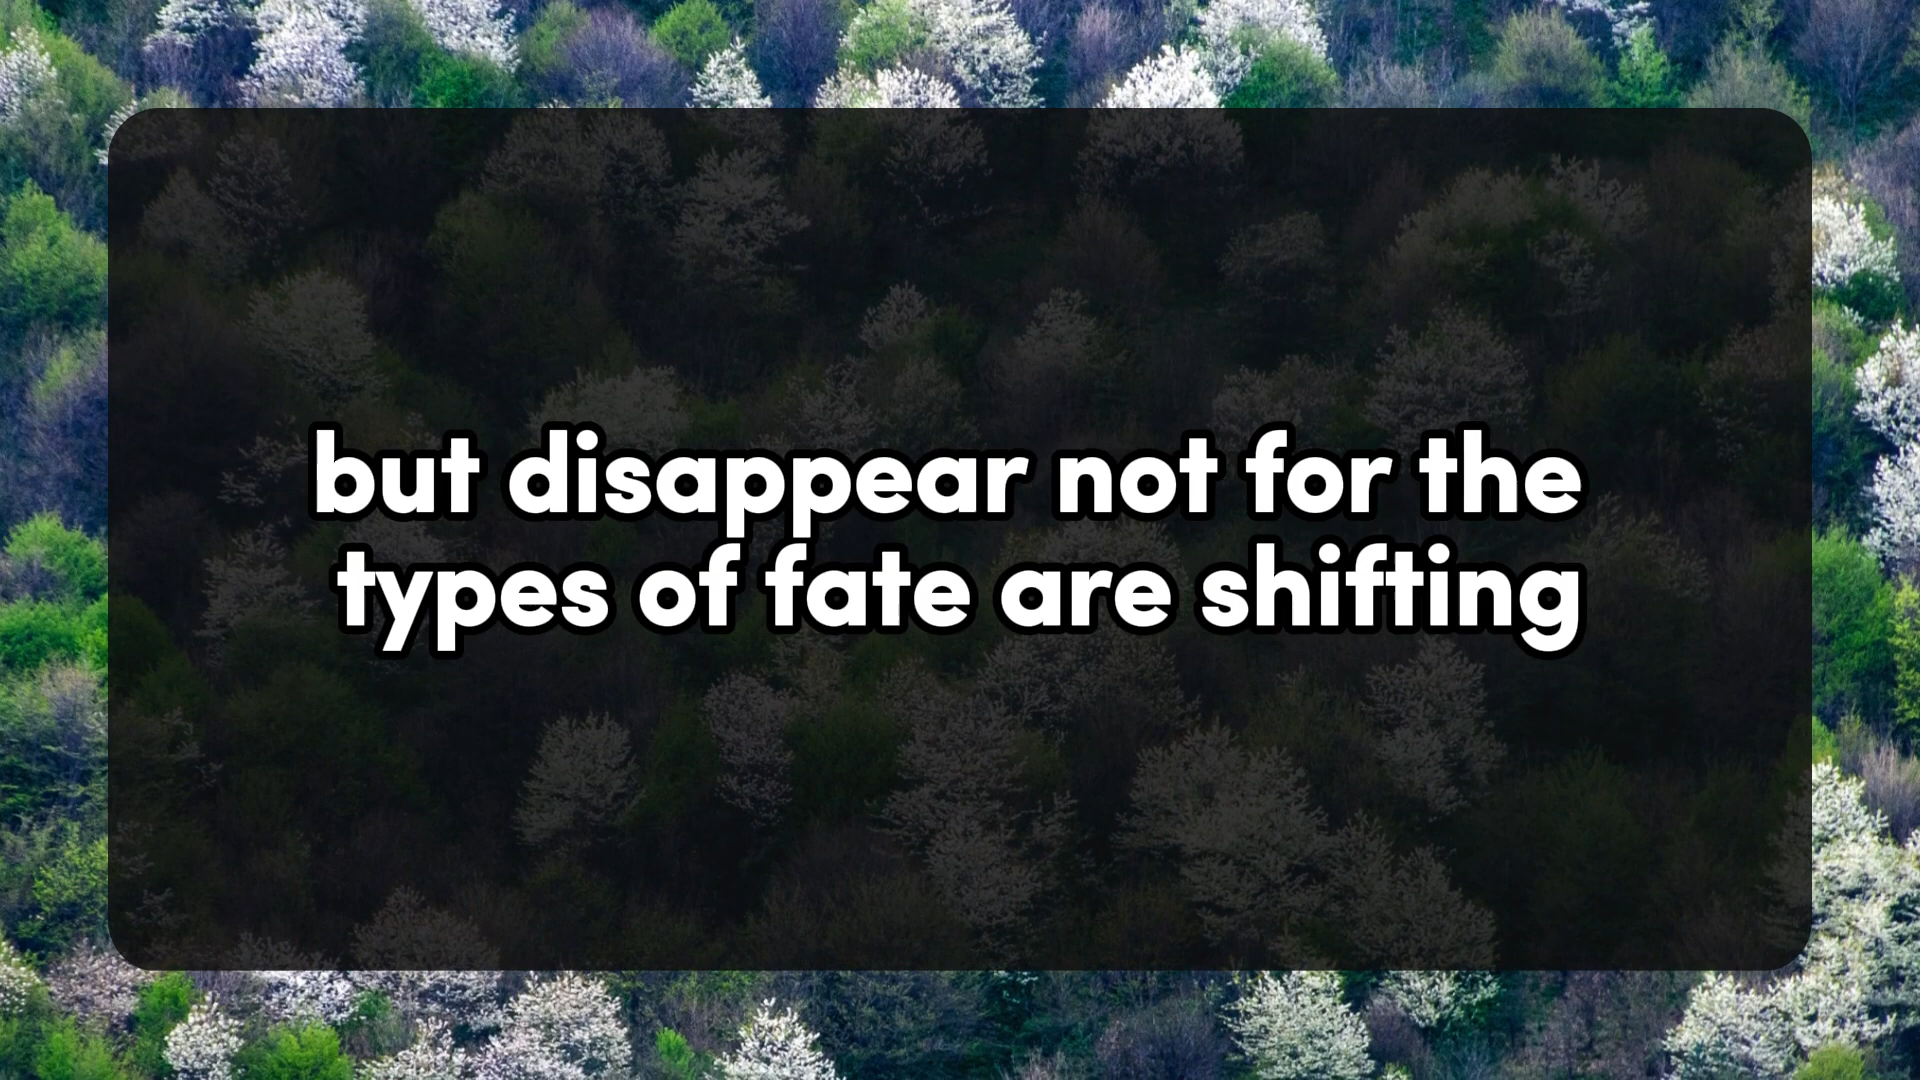 but disappear not for the
types of fate are shifting